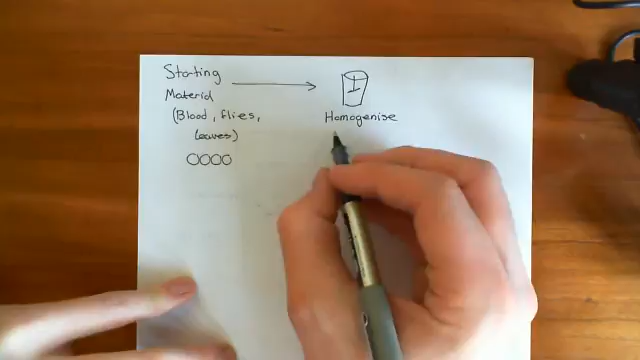 Starting
Material
(Blood, flies,
leaves)
Homogenise